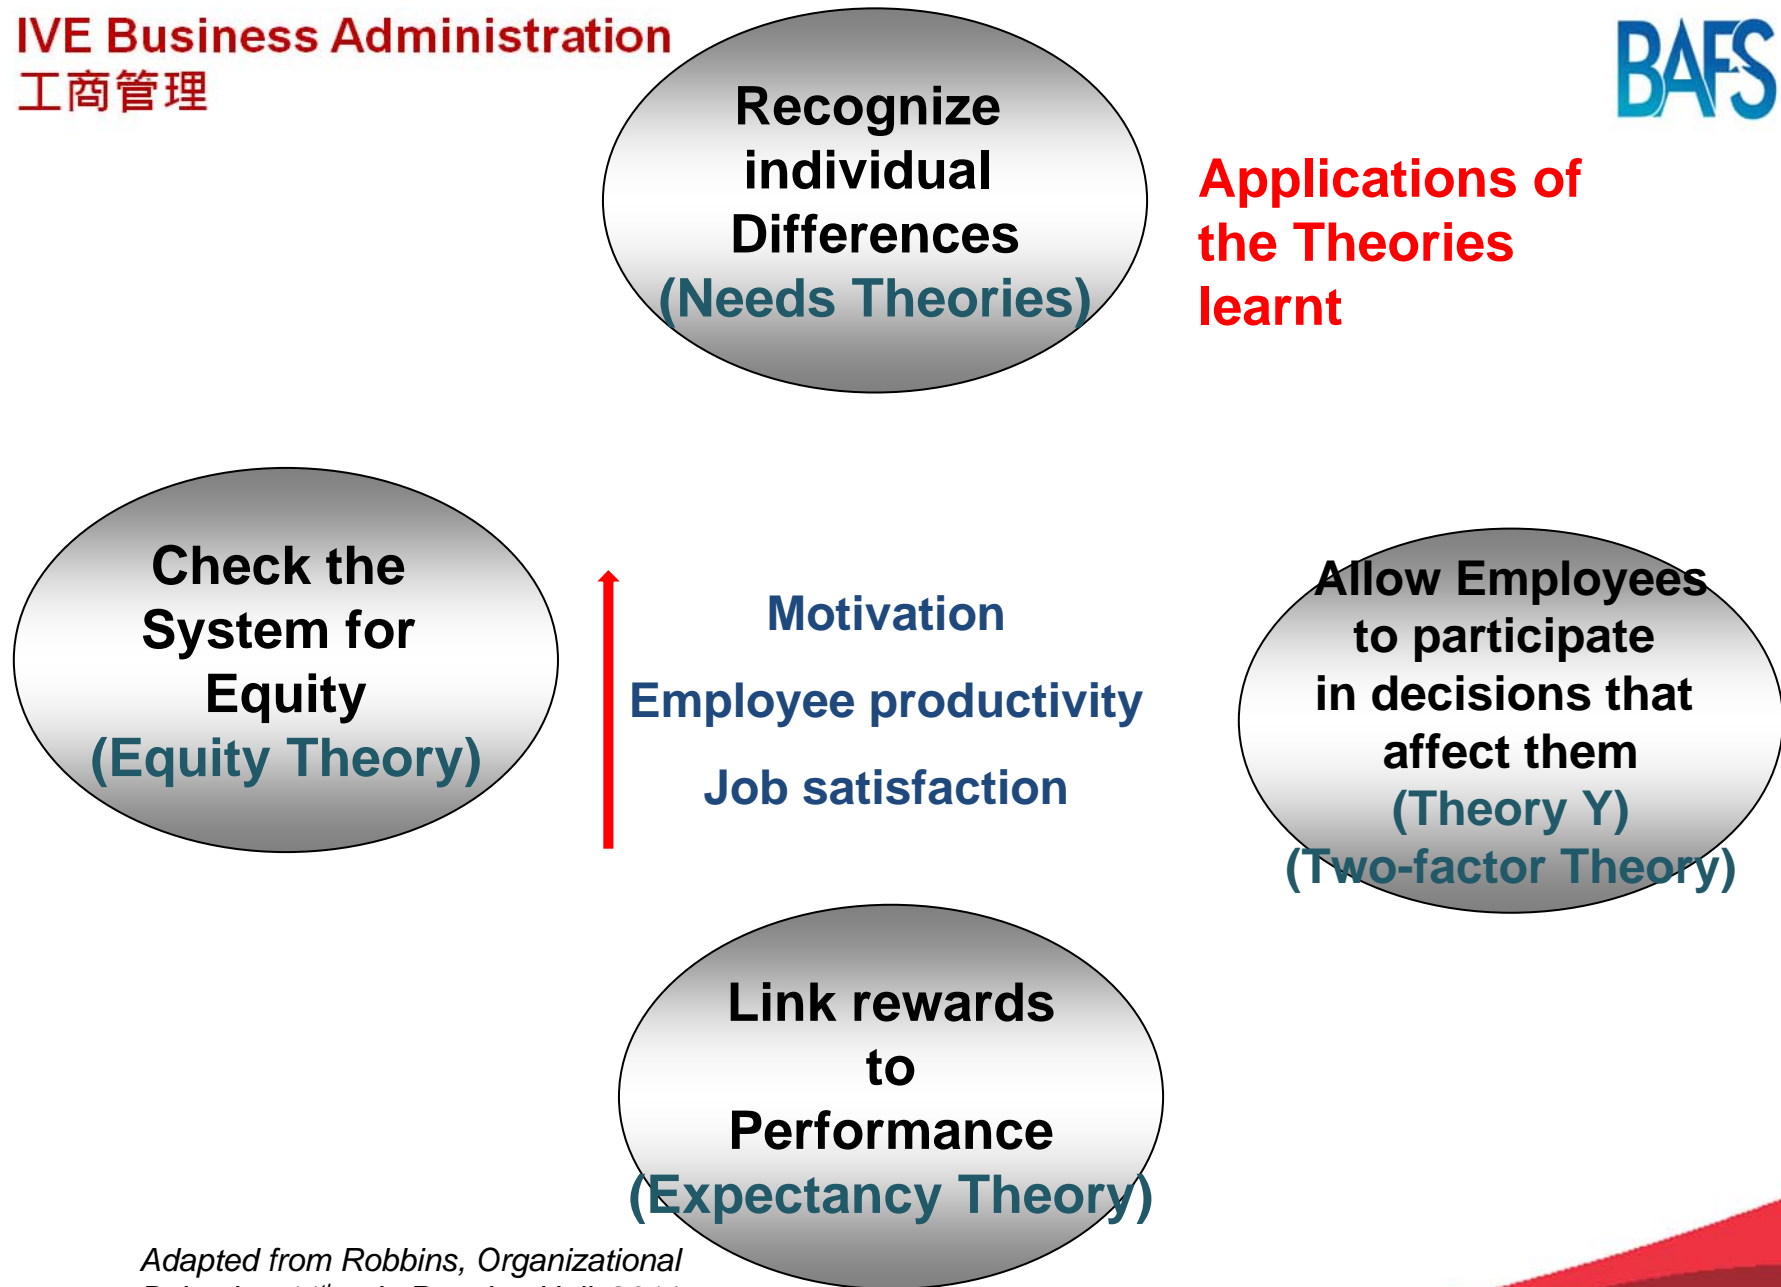 IVE Business Administration
工商管理
BAFS
Recognize
individual
Differences
(Needs Theories)
Applications of
the Theories
learnt
Check the
System for
Equity
(Equity Theory)
Motivation
Employee productivity
Job satisfaction
Allow Employees
to participate
in decisions that
affect them
(Theory Y)
(Two-factor Theory)
Link rewards
to
Performance
(Expectancy Theory)
Adapted from Robbins, Organizational